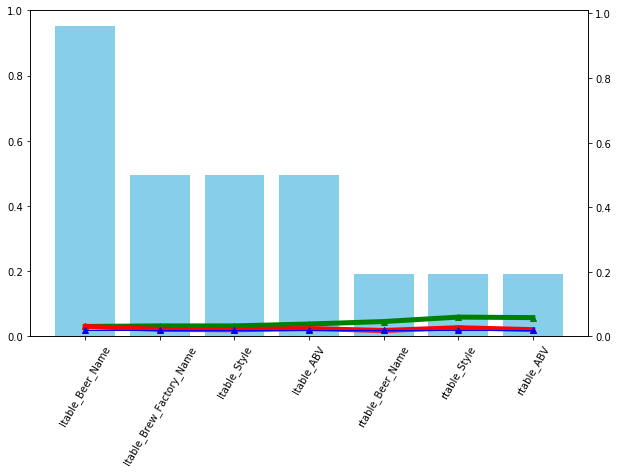 1.0
0.8
0.6
0.4
0.2
0.0
1.0
0.8
0.6
0.4
0.2
0.0
ltable_Beer_Name
ltable_Brew_Factory_Name
ltable_Style
ltable_ABV
rtable_Beer_Name
rtable_Style
rtable_ABV